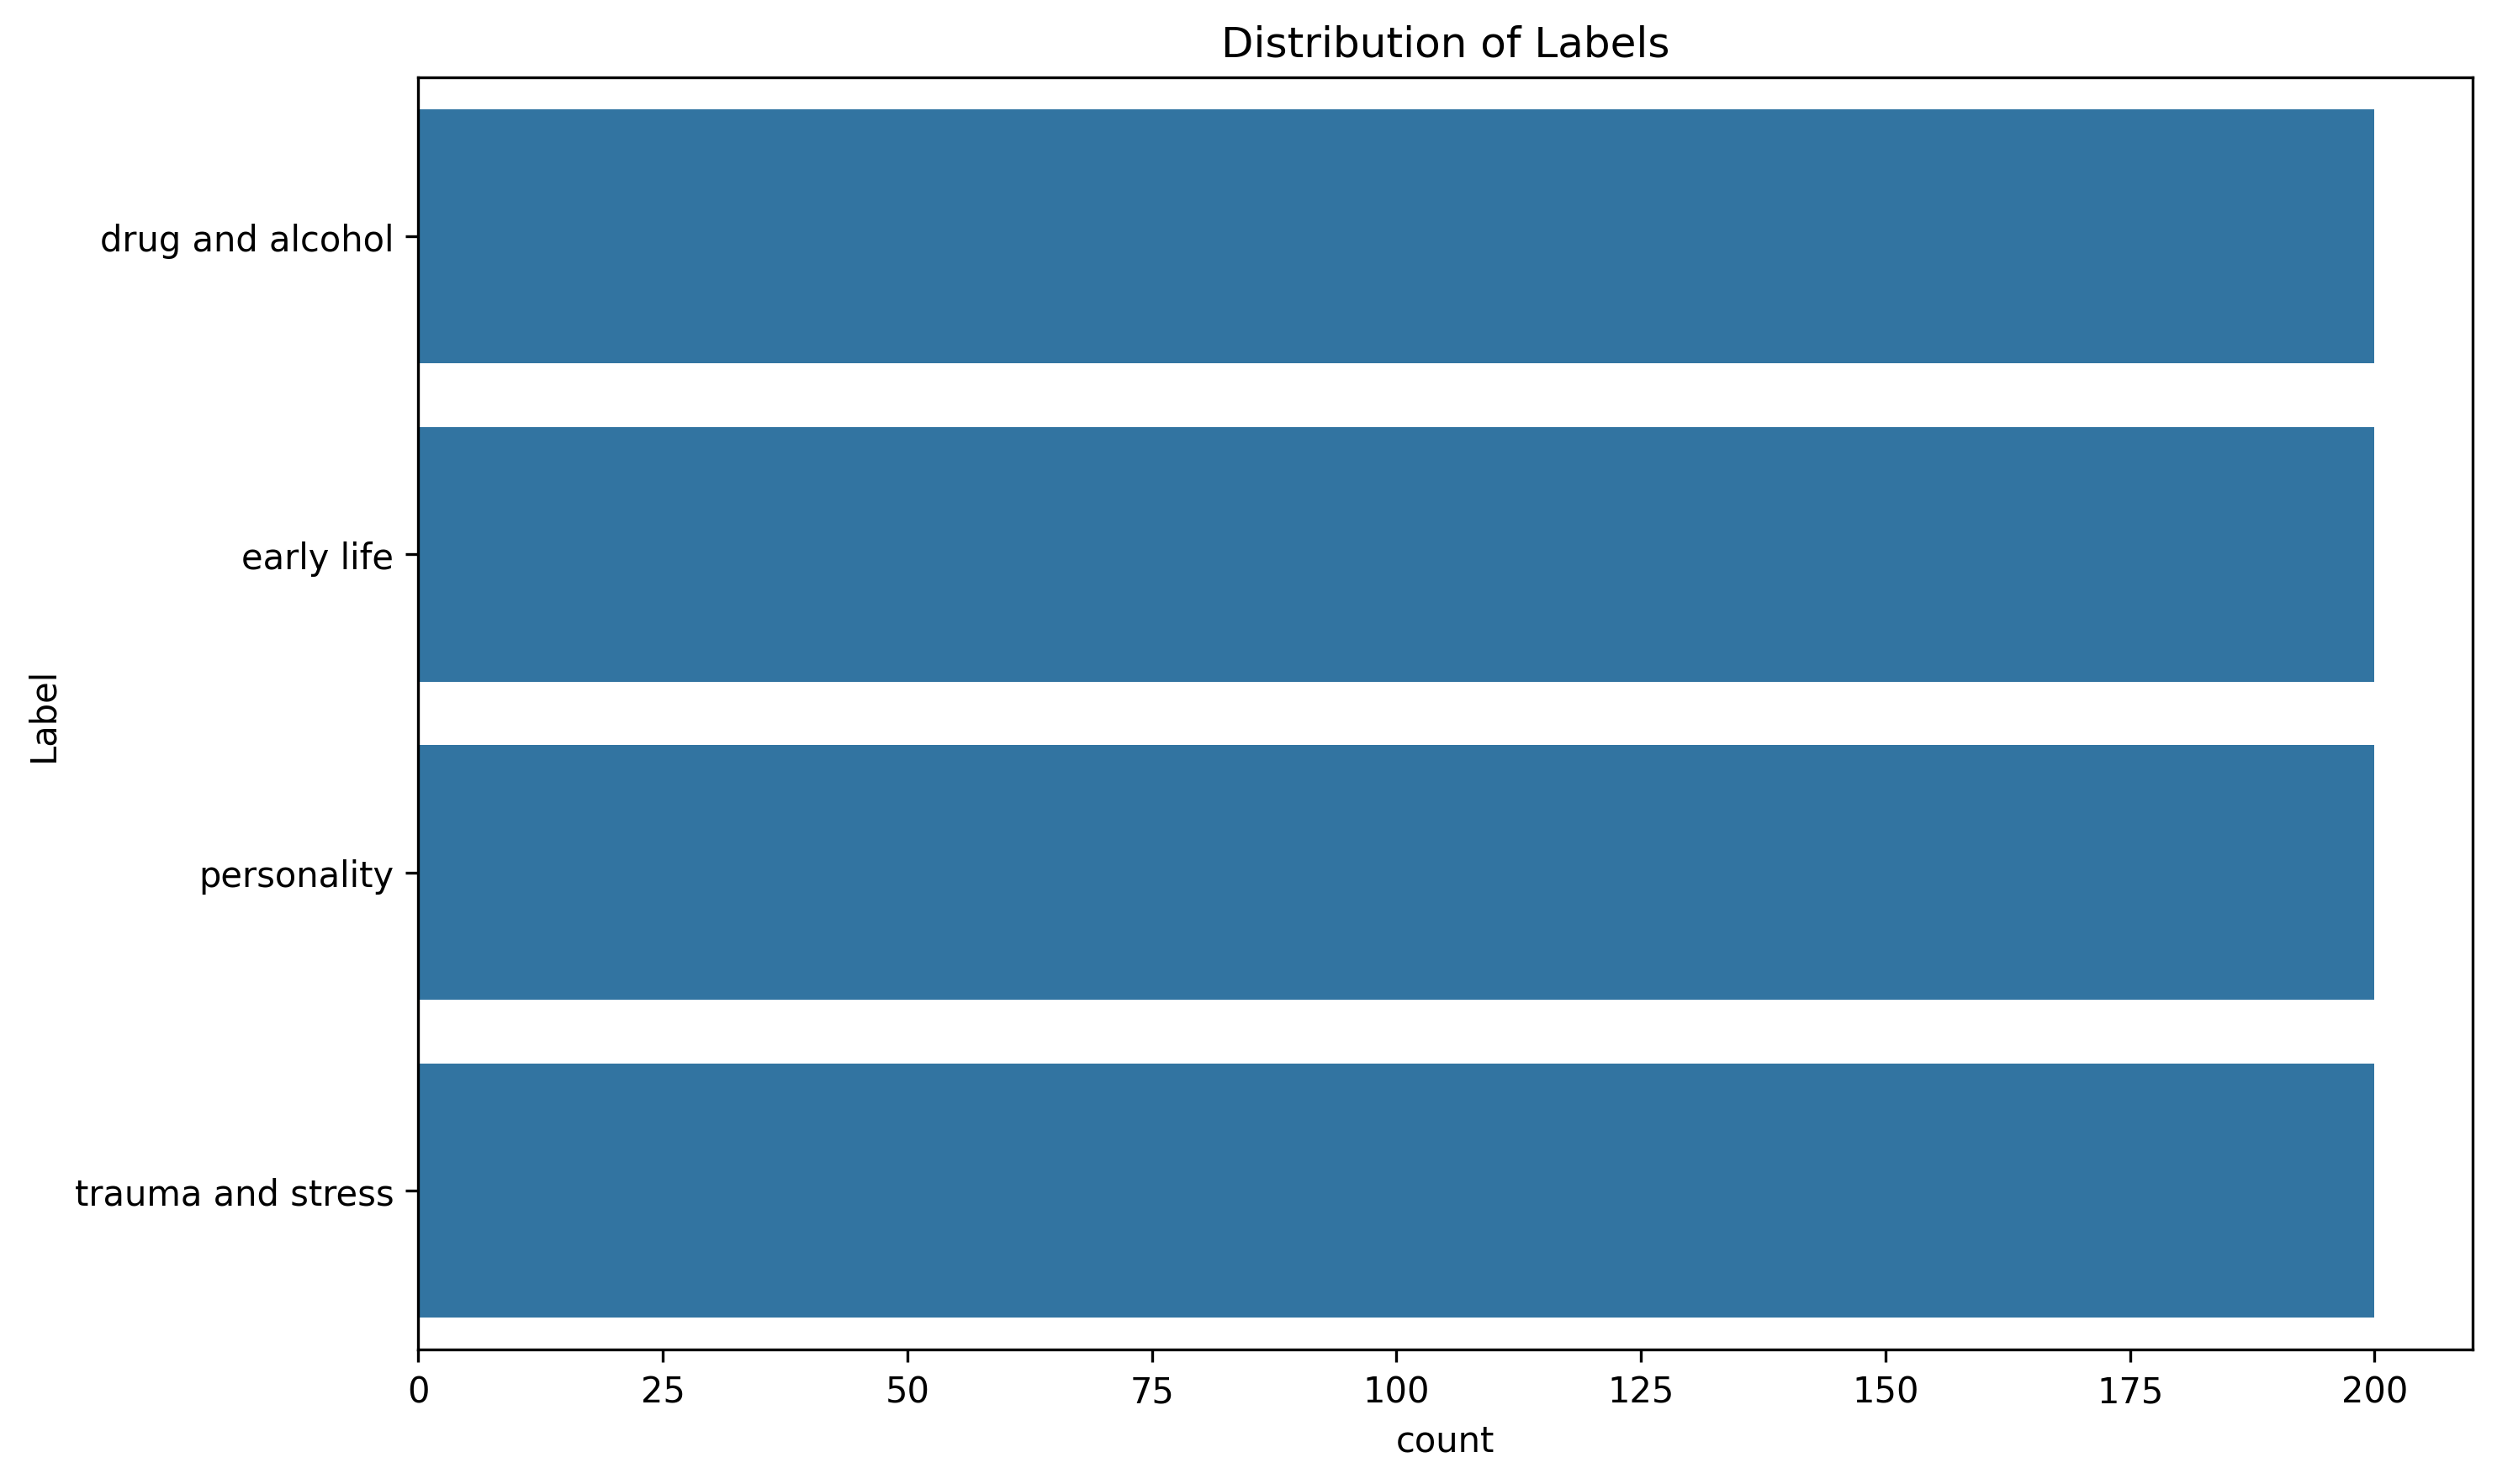 Distribution of Labels
drug and alcohol
early life
personality
trauma and stress
Label
0 25 50 75 100 125 150 175 200
count